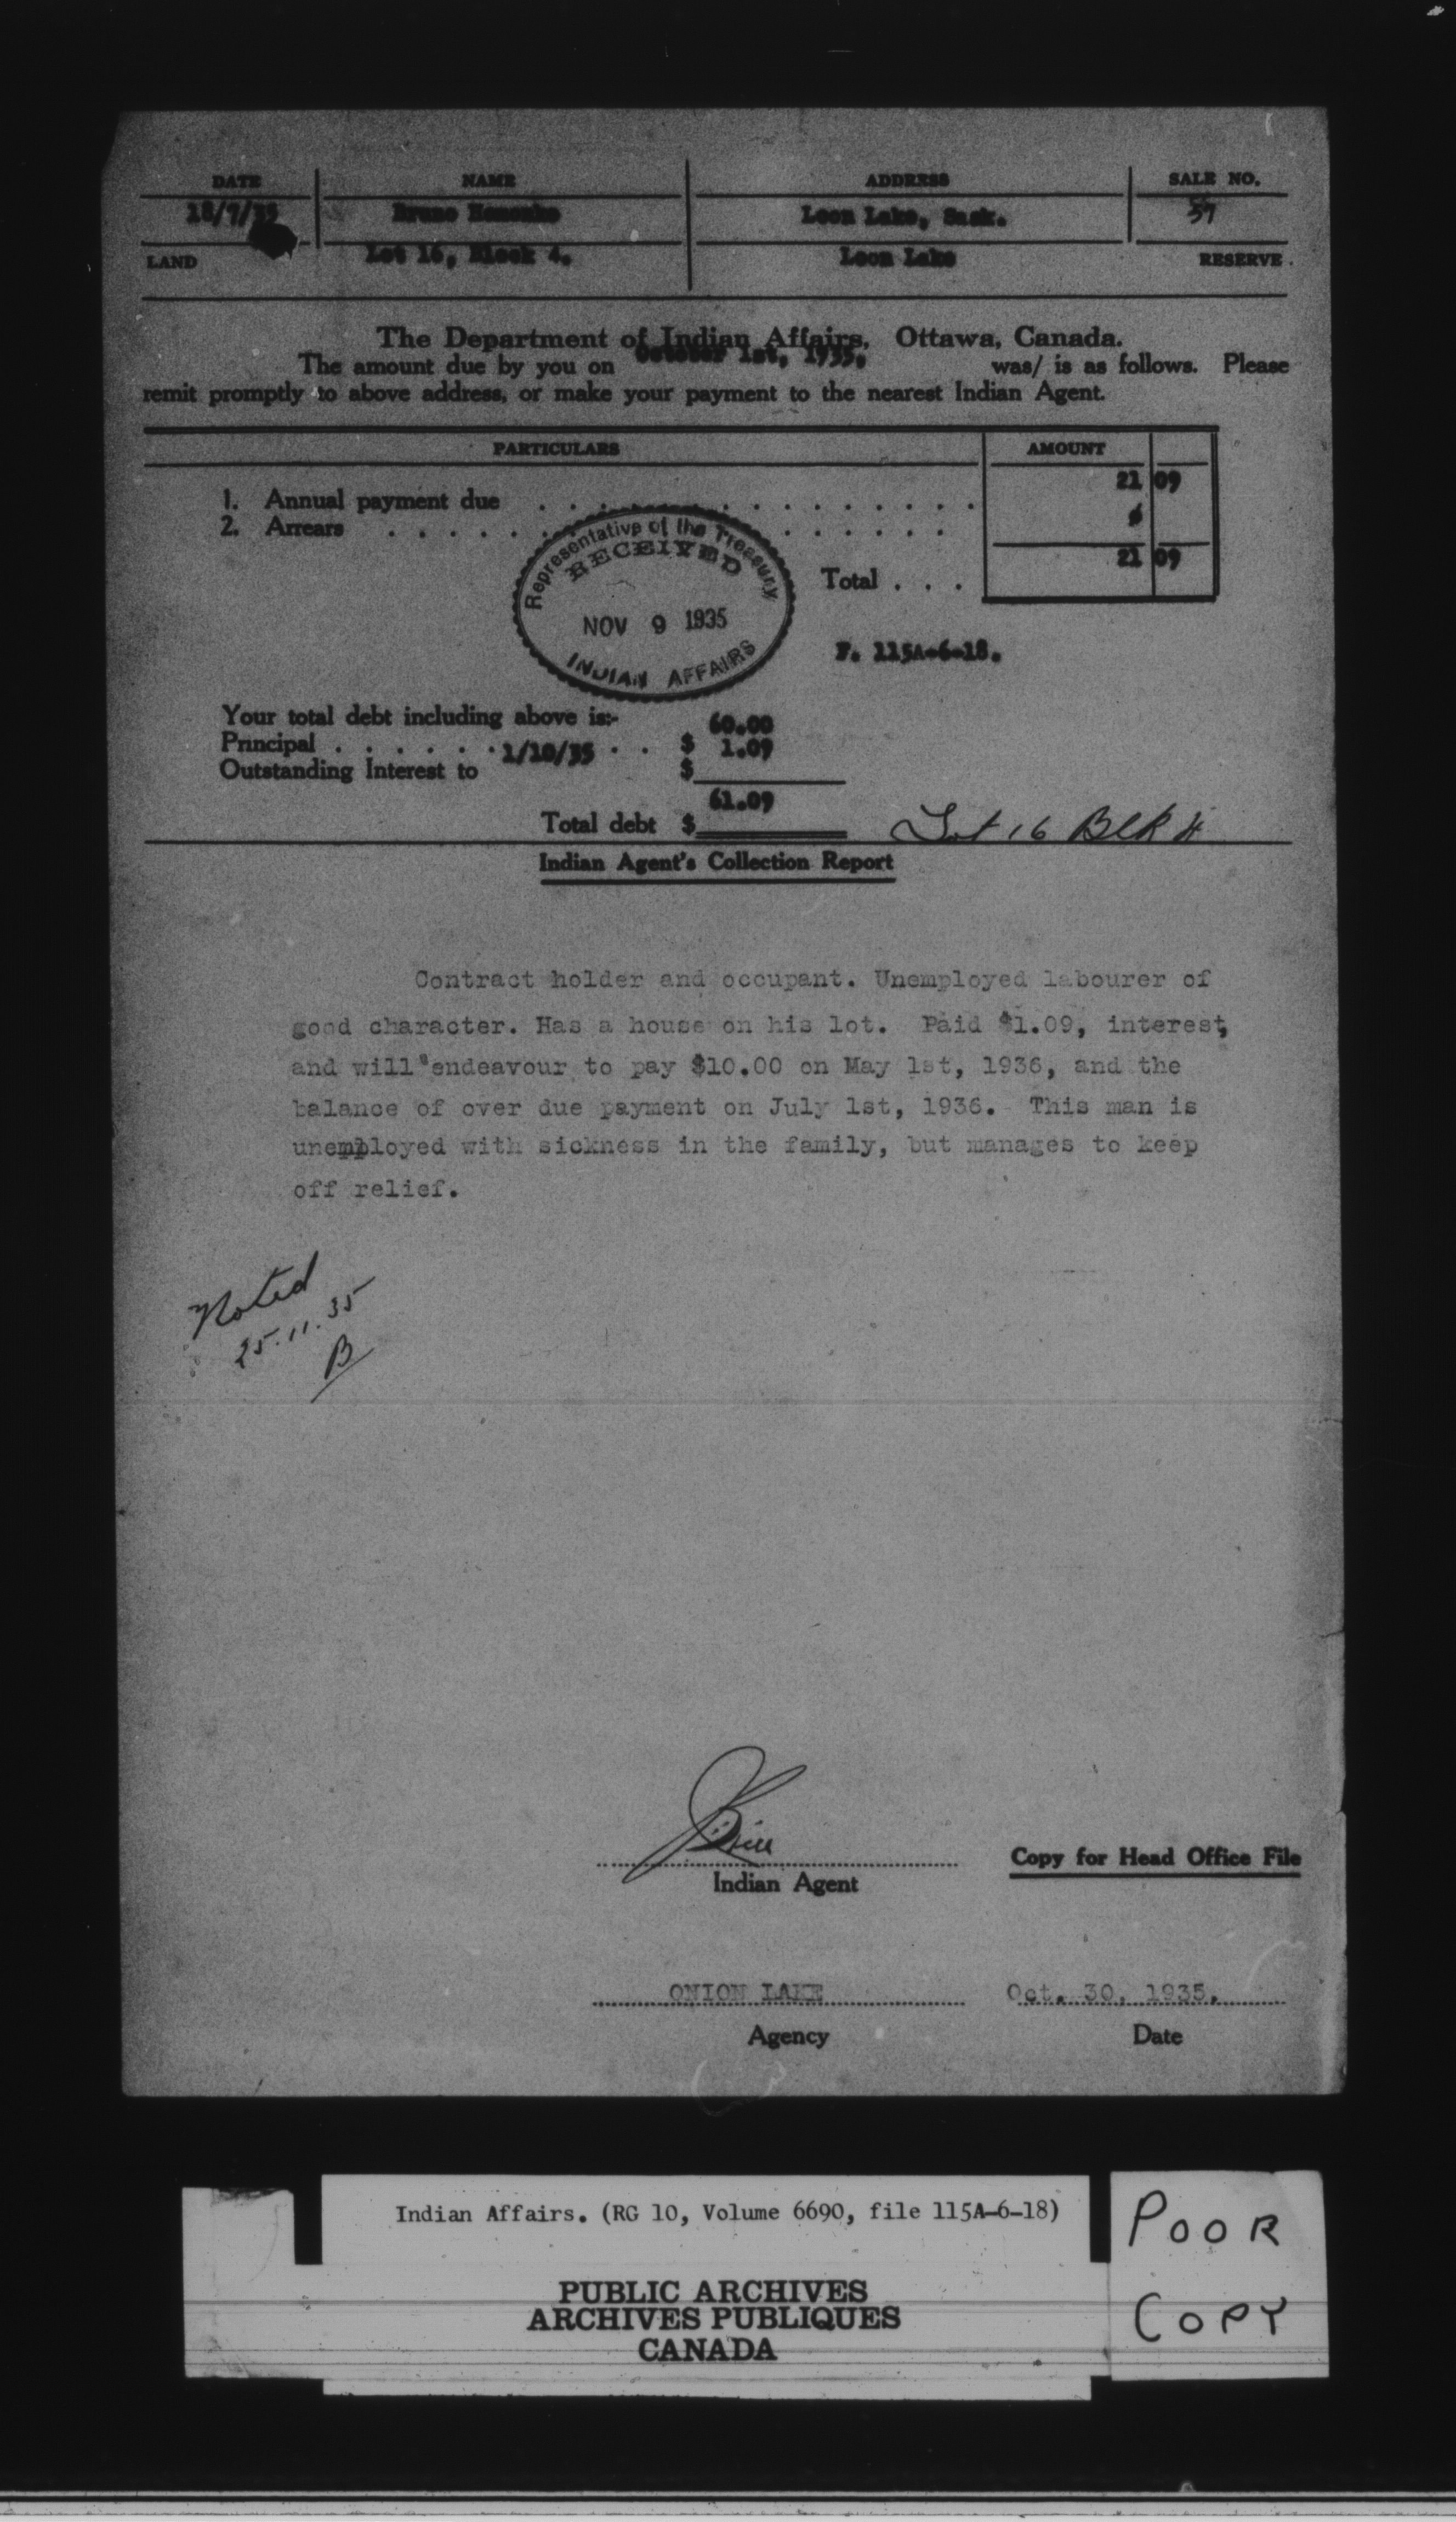 DATE NAME ADDRESS SALE NO.
18/7/35 Bruno Loon Lake, Sask. 57
LAND Lot 16, Block 4. Loon Lake RESERVE.
The Department of Indian Affairs, Ottawa, Canada.
The amount due by you on October 1st, 1935, was/ is as follows. Please
remit promptly to above address, or make your payment to the nearest Indian Agent.
PARTICULARS AMOUNT
1. Annual payment due . . . . . . . . . . . . . . . 21 09
2. Arrears . . . . . . . . . . . . . . .
Total . . . 21 09
Representative of the Treasury
RECEIVED
NOV 9 1935
INDIAN AFFAIRS
F. 115A-6-18.
Your total debt including above is:-
Principal . . . . . . . . . $ 60.00
Outstanding Interest to 1/10/35 $ 1.09
Total debt $ 61.09
Lot 16 Blk 4
Indian Agent's Collection Report
Contract holder and occupant. Unemployed labourer of
good character. Has a house on his lot. Paid $1.09, interest,
and will endeavour to pay $10.00 on May 1st, 1936, and the
balance of over due payment on July 1st, 1936. This man is
unemployed with sickness in the family, but manages to keep
off relief.
Noted
25.11.35
B
Indian Agent
Copy for Head Office File
ONION LAKE Oct. 30, 1935.
Agency Date
Indian Affairs. (RG 10, Volume 6690, file 115A-6-18)
PUBLIC ARCHIVES
ARCHIVES PUBLIQUES
CANADA
POOR
COPY